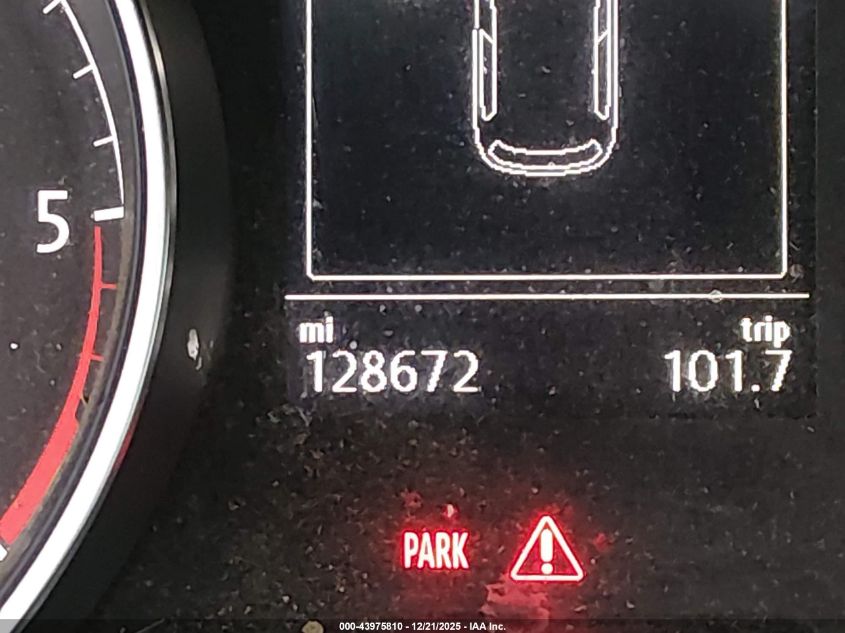 5
mi trip
128672 101.7
PARK
000-43975810 - 12/21/2025 - IAA Inc.